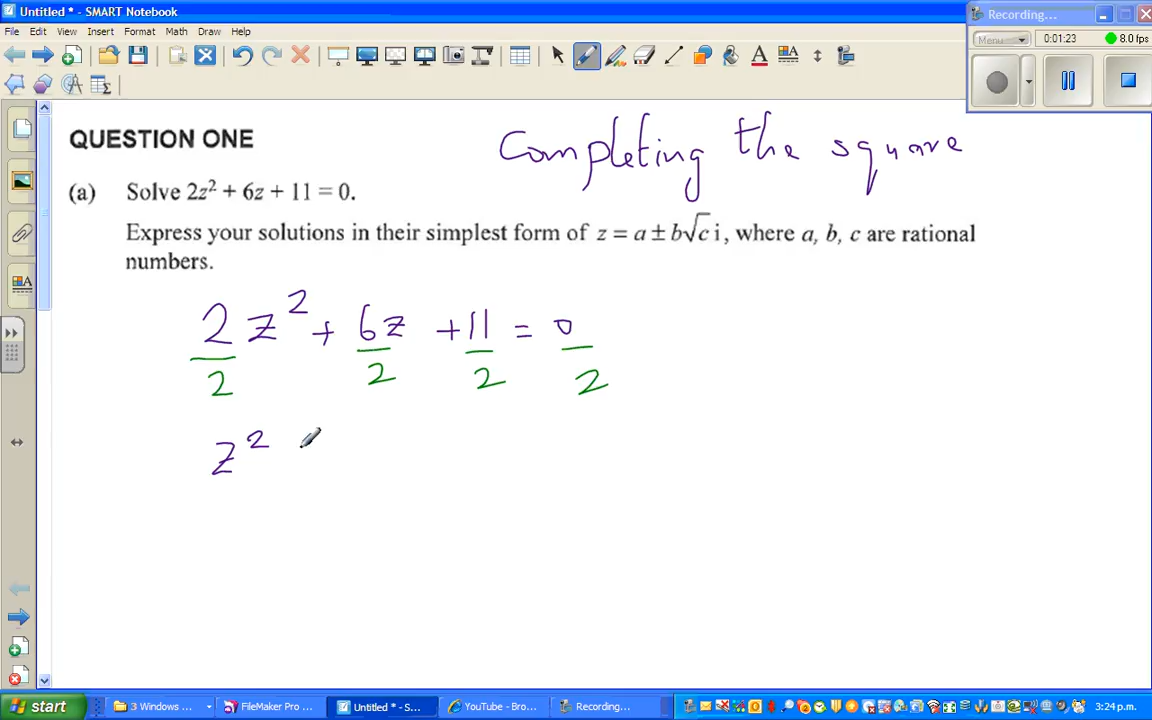 Untitled * - SMART Notebook
Recording...
File Edit View Insert Format Math Draw Help
Menu 0:01:23 8.0 fps
QUESTION ONE
Completing the square
(a) Solve 2z² + 6z + 11 = 0.
Express your solutions in their simplest form of z = a ± b√c i, where a, b, c are rational
numbers.
2z² + 6z + 11 = 0
2 2 2 2
z²
start 3 Windows ... FileMaker Pro ... Untitled * - S... YouTube - Bro... Recording... 3:24 p.m.